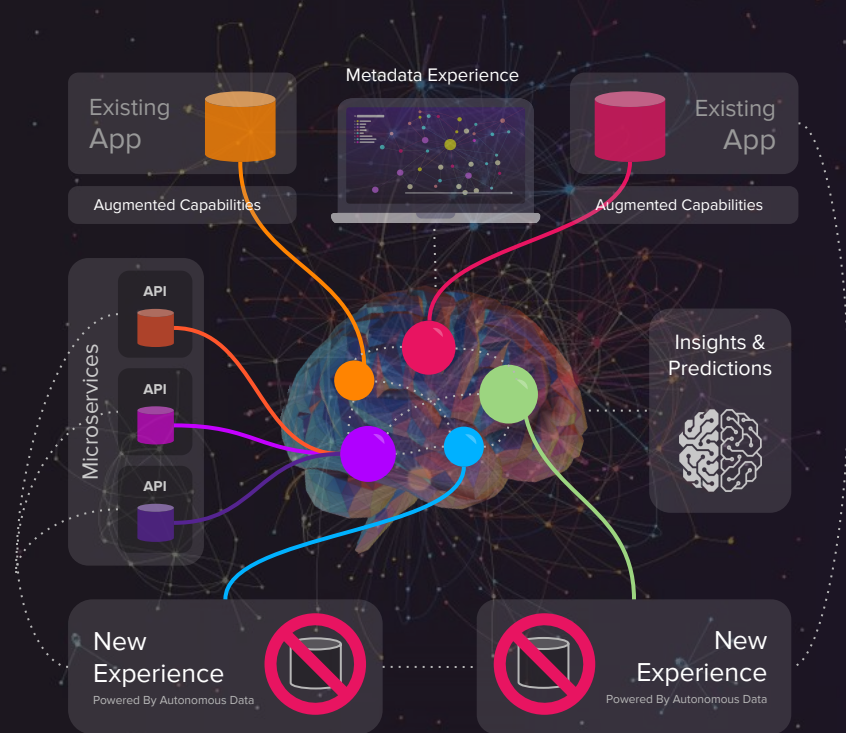 Metadata Experience
Existing
App
Existing
App
Augmented Capabilities
Augmented Capabilities
Microservices
API
API
API
Insights &
Predictions
New
Experience
Powered By Autonomous Data
New
Experience
Powered By Autonomous Data